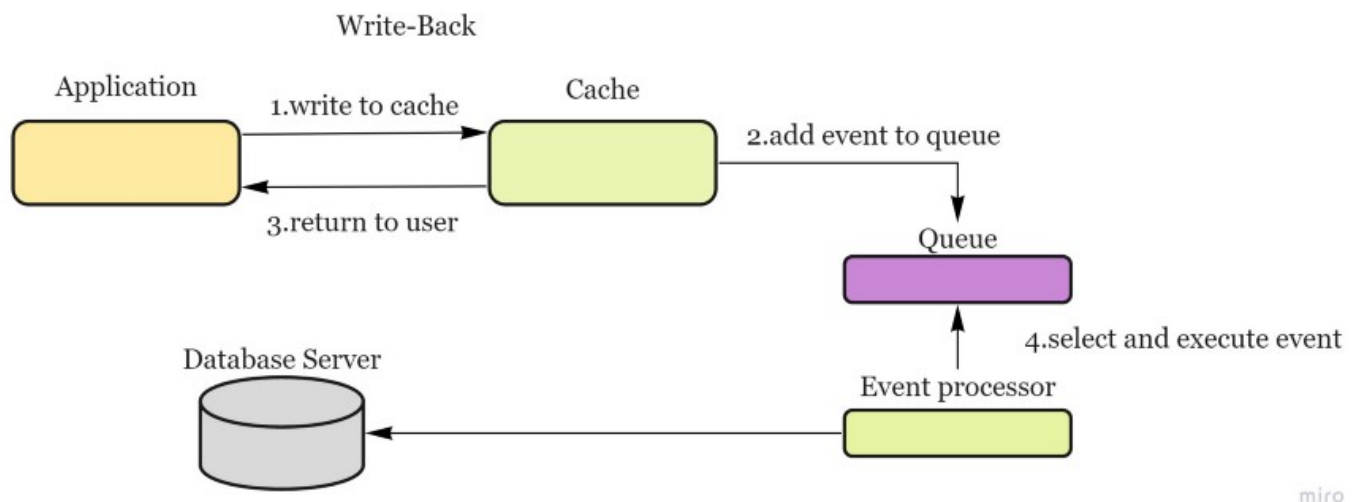 Write-Back
Application
1.write to cache
Cache
2.add event to queue
3.return to user
Queue
4.select and execute event
Database Server
Event processor
miro